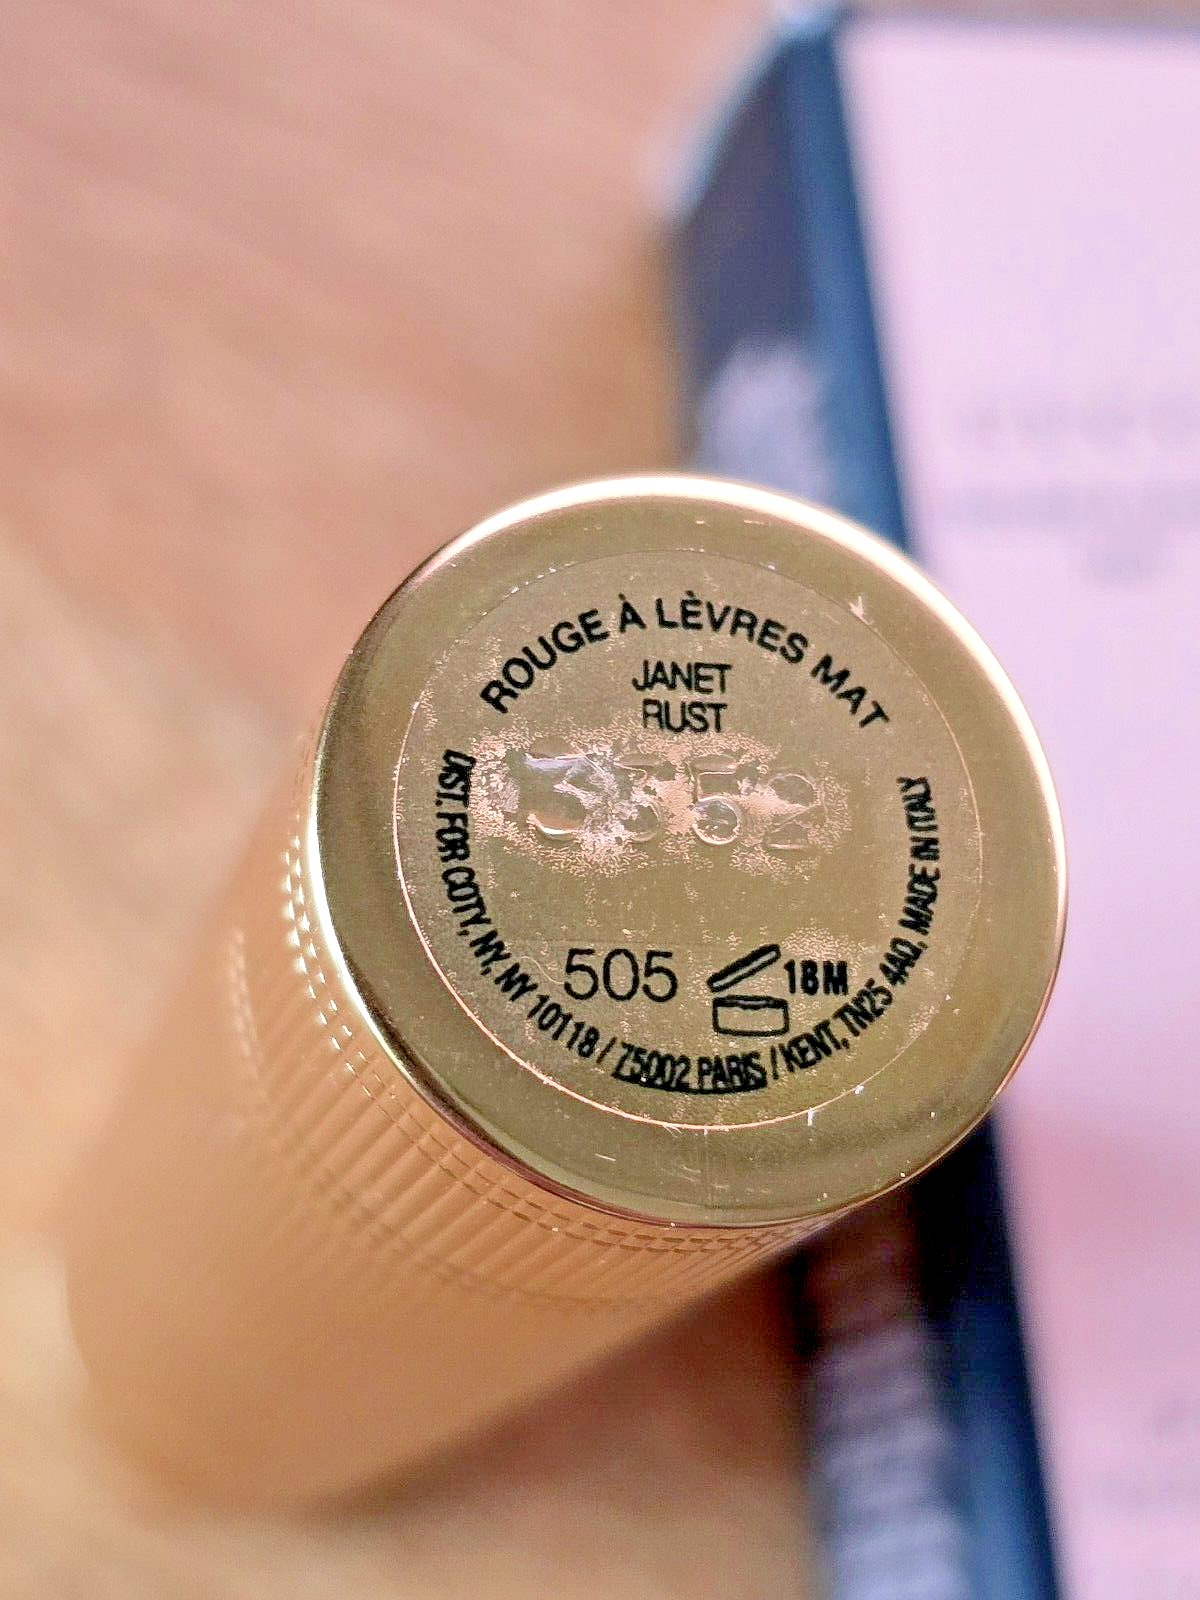 ROUGE À LÈVRES MAT
JANET
RUST
505
18M
DIST. FOR COTY, NY, NY 10118 / 75002 PARIS / KENT, TN25 4AQ, MADE IN ITALY